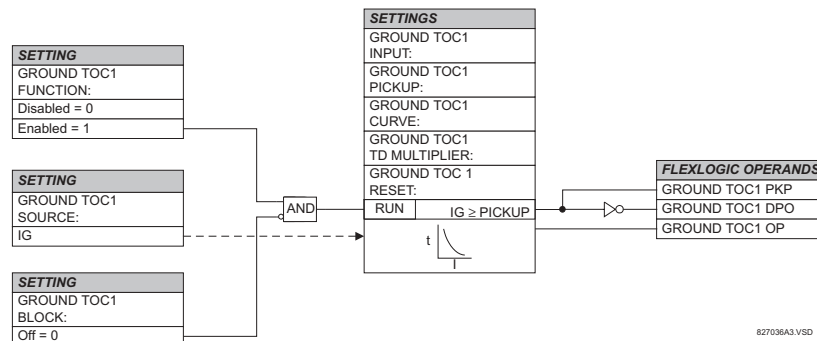 SETTING
GROUND TOC1
FUNCTION:
Disabled = 0
Enabled = 1
SETTING
GROUND TOC1
SOURCE:
IG
SETTING
GROUND TOC1
BLOCK:
Off = 0
AND
SETTINGS
GROUND TOC1
INPUT:
GROUND TOC1
PICKUP:
GROUND TOC1
CURVE:
GROUND TOC1
TD MULTIPLIER:
GROUND TOC 1
RESET:
RUN IG ≥ PICKUP
t
I
FLEXLOGIC OPERANDS
GROUND TOC1 PKP
GROUND TOC1 DPO
GROUND TOC1 OP
827036A3.VSD